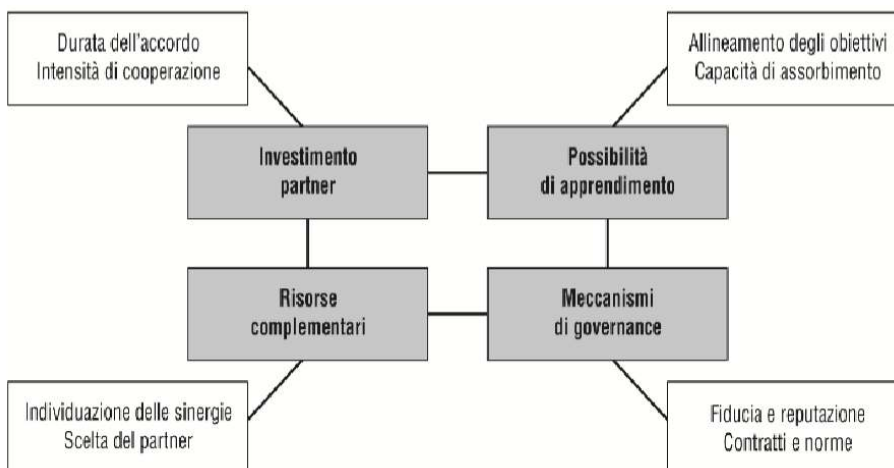 Durata dell'accordo
Intensità di cooperazione
Allineamento degli obiettivi
Capacità di assorbimento
Investimento
partner
Possibilità
di apprendimento
Risorse
complementari
Meccanismi
di governance
Individuazione delle sinergie
Scelta del partner
Fiducia e reputazione
Contratti e norme